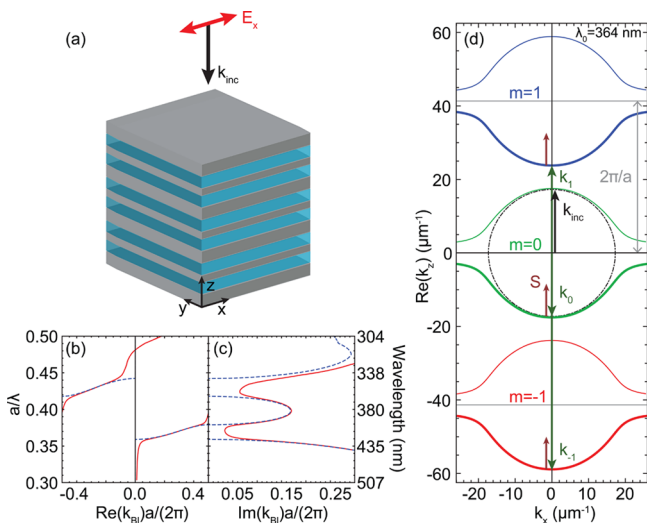 (a)
E_x
k_inc
z
y
x
(b)
(c)
a/λ
0.50
0.45
0.40
0.35
0.30
-0.4
0.0
0.4
Re(k_Bl)a/(2π)
0.05
0.15
0.25
Im(k_Bl)a/(2π)
304
338
380
435
507
Wavelength (nm)
(d)
λ_0=364 nm
Re(k_z) (μm⁻¹)
60
40
20
0
-20
-40
-60
m=1
2π/a
k_1
k_inc
m=0
S
k_0
m=-1
k_-1
-20
-10
0
10
20
k_x (μm⁻¹)